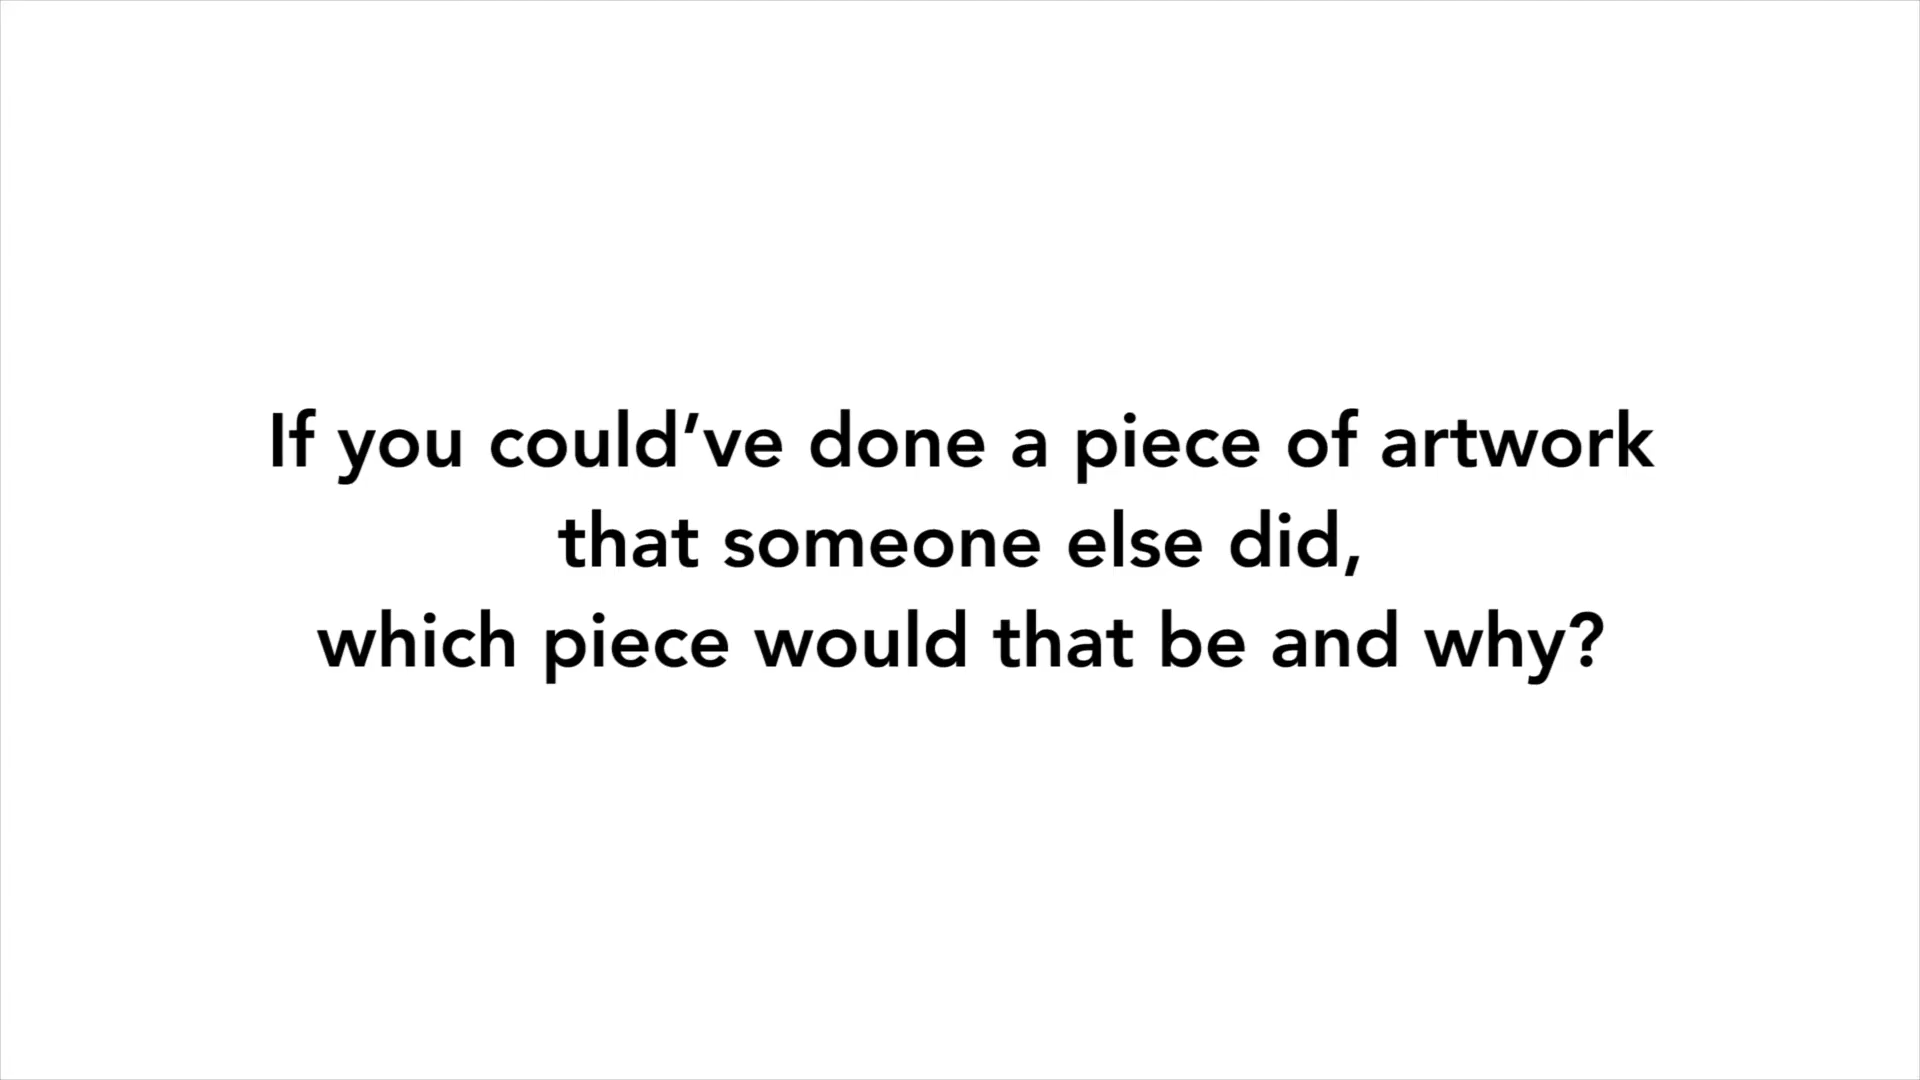 If you could’ve done a piece of artwork
that someone else did,
which piece would that be and why?